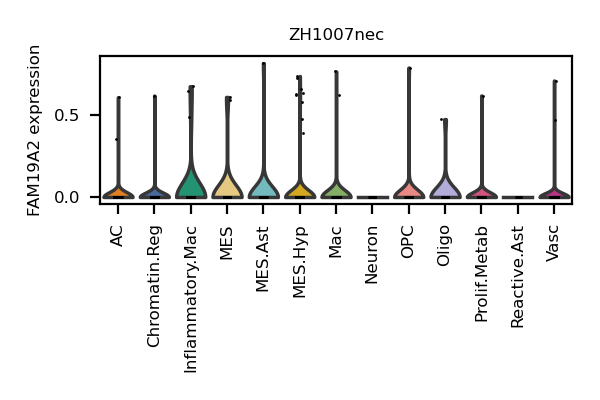 ZH1007nec
FAM19A2 expression
0.5
0.0
AC
Chromatin.Reg
Inflammatory.Mac
MES
MES.Ast
MES.Hyp
Mac
Neuron
OPC
Oligo
Prolif.Metab
Reactive.Ast
Vasc